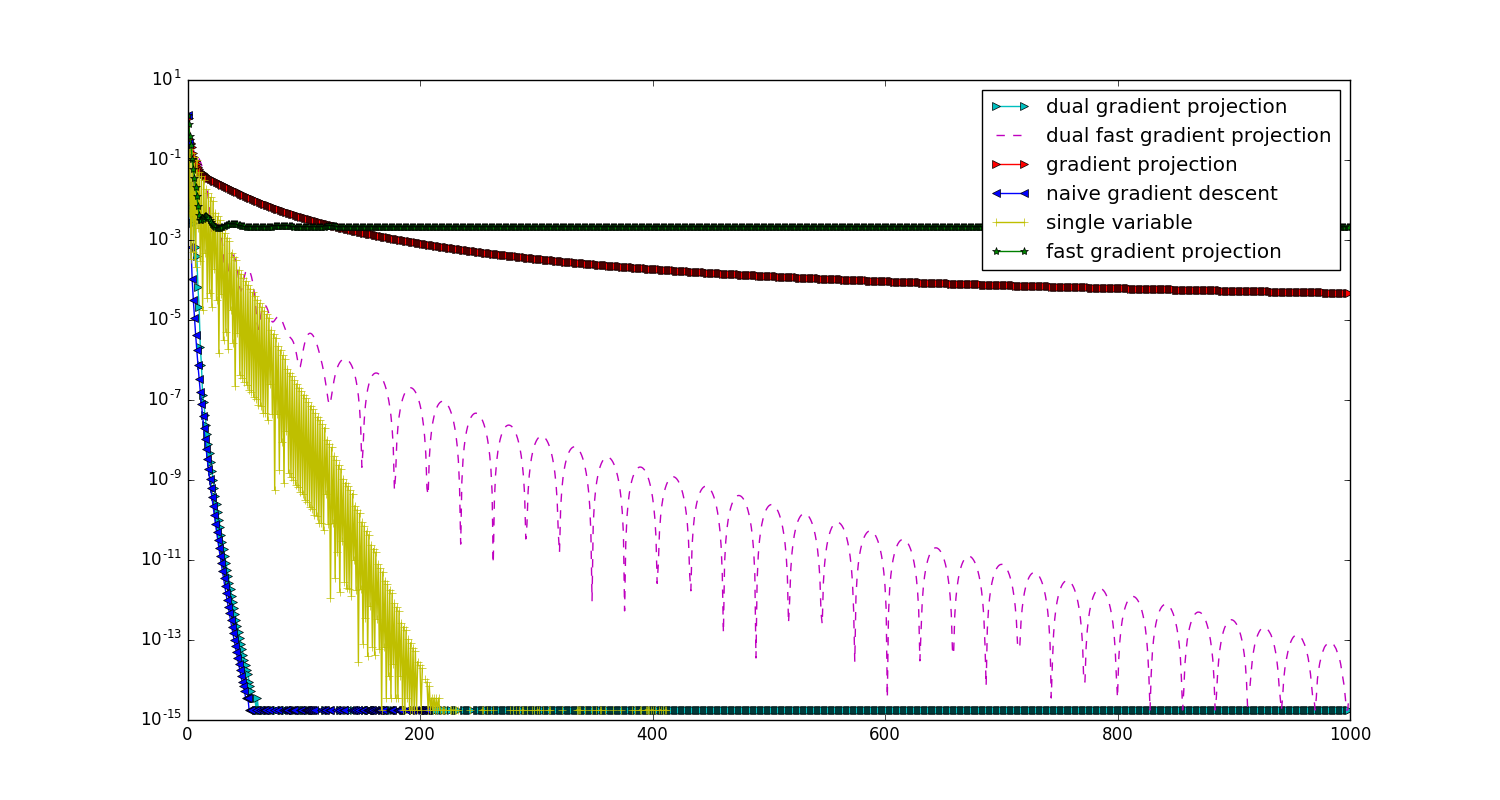 10^1
10^-1
10^-3
10^-5
10^-7
10^-9
10^-11
10^-13
10^-15
0 200 400 600 800 1000
dual gradient projection
dual fast gradient projection
gradient projection
naive gradient descent
single variable
fast gradient projection